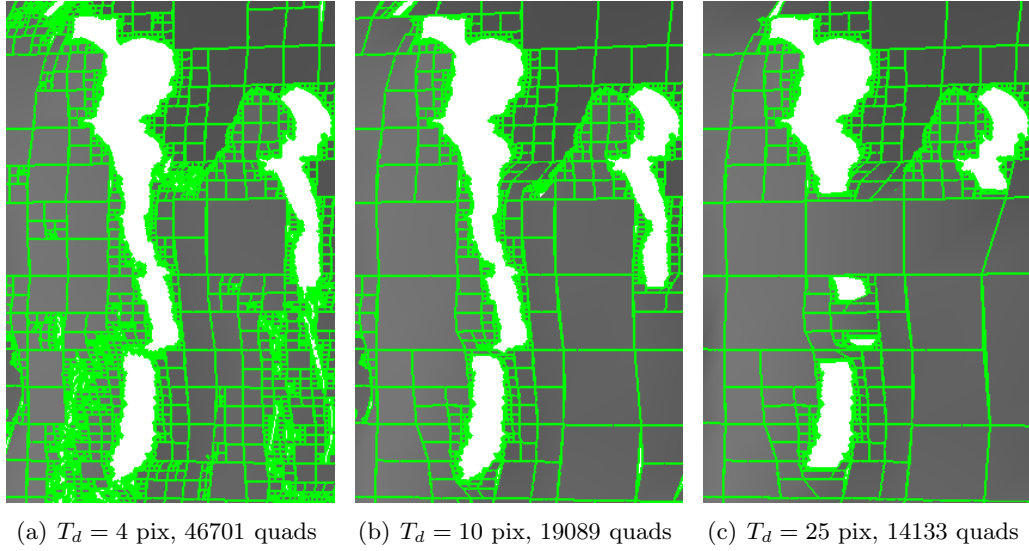 (a) T_d = 4 pix, 46701 quads
(b) T_d = 10 pix, 19089 quads
(c) T_d = 25 pix, 14133 quads